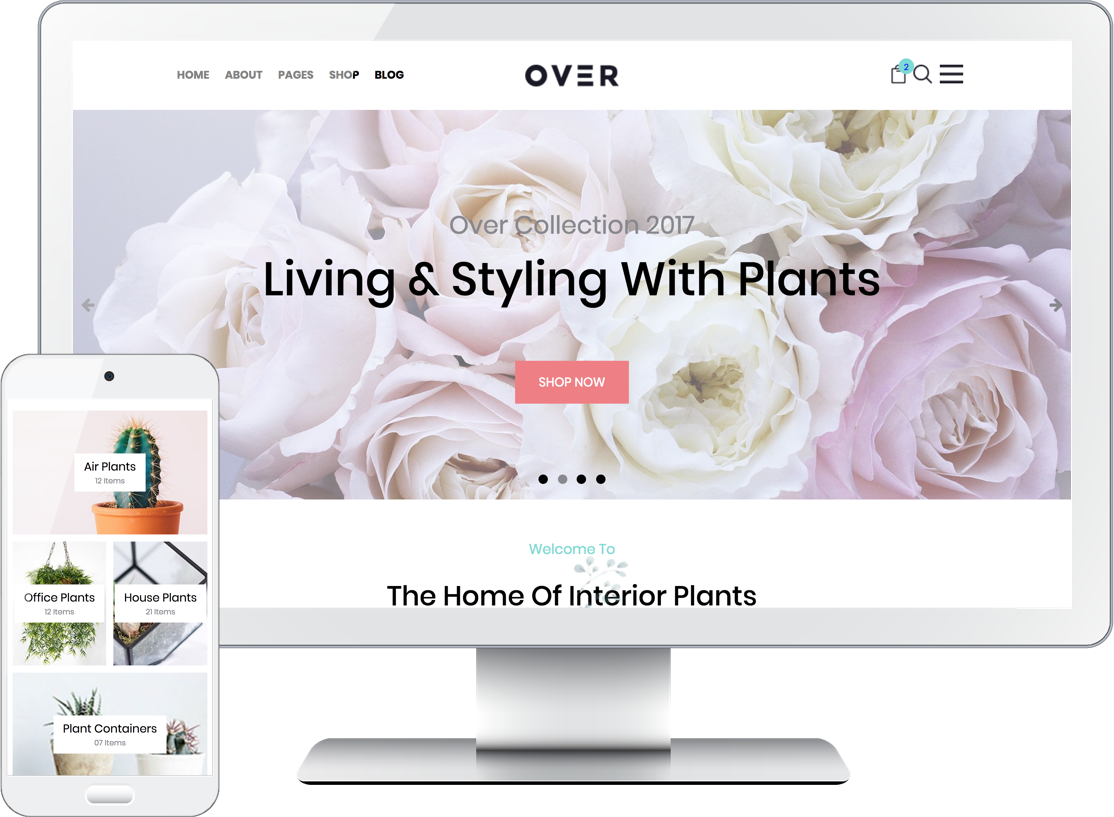 HOME ABOUT PAGES SHOP BLOG
OVER
2
Over Collection 2017
Living & Styling With Plants
SHOP NOW
Welcome To
The Home Of Interior Plants
Air Plants
12 Items
Office Plants
12 Items
House Plants
21 Items
Plant Containers
07 Items